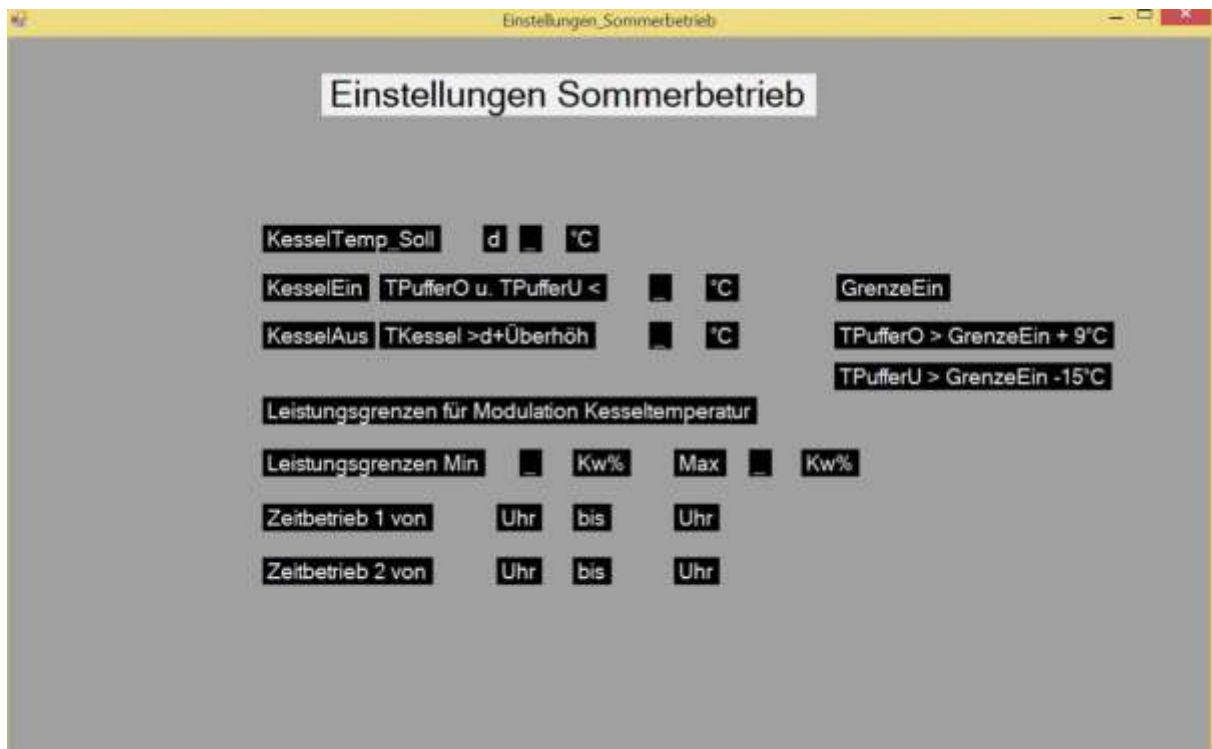 Einstellungen_Sommerbetrieb
Einstellungen Sommerbetrieb
KesselTemp_Soll d _ °C
KesselEin TPufferO u. TPufferU < _ °C GrenzeEin
KesselAus TKessel >d+Überhöh _ °C TPufferO > GrenzeEin + 9°C
TPufferU > GrenzeEin -15°C
Leistungsgrenzen für Modulation Kesseltemperatur
Leistungsgrenzen Min _ Kw% Max _ Kw%
Zeitbetrieb 1 von Uhr bis Uhr
Zeitbetrieb 2 von Uhr bis Uhr